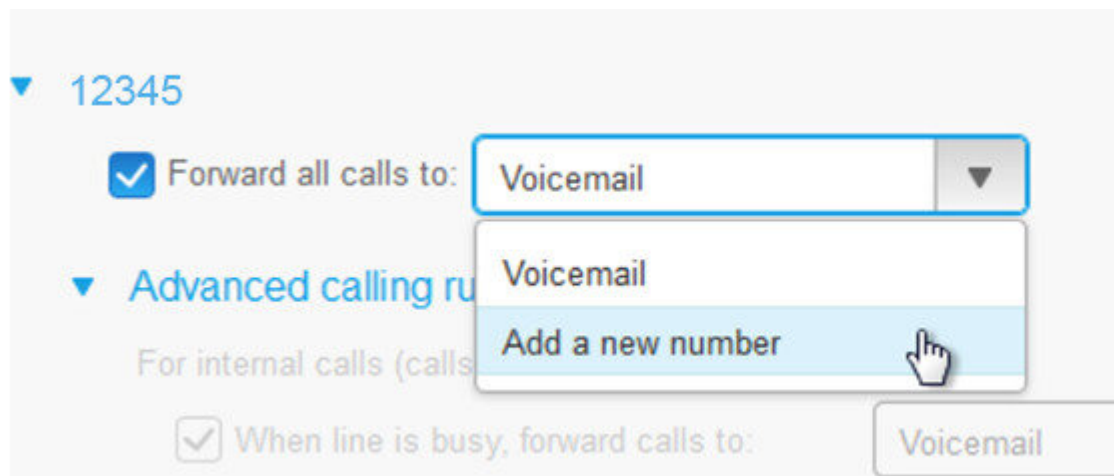 12345
Forward all calls to: Voicemail
Voicemail
Advanced calling ru
Add a new number
For internal calls (calls
When line is busy, forward calls to: Voicemail